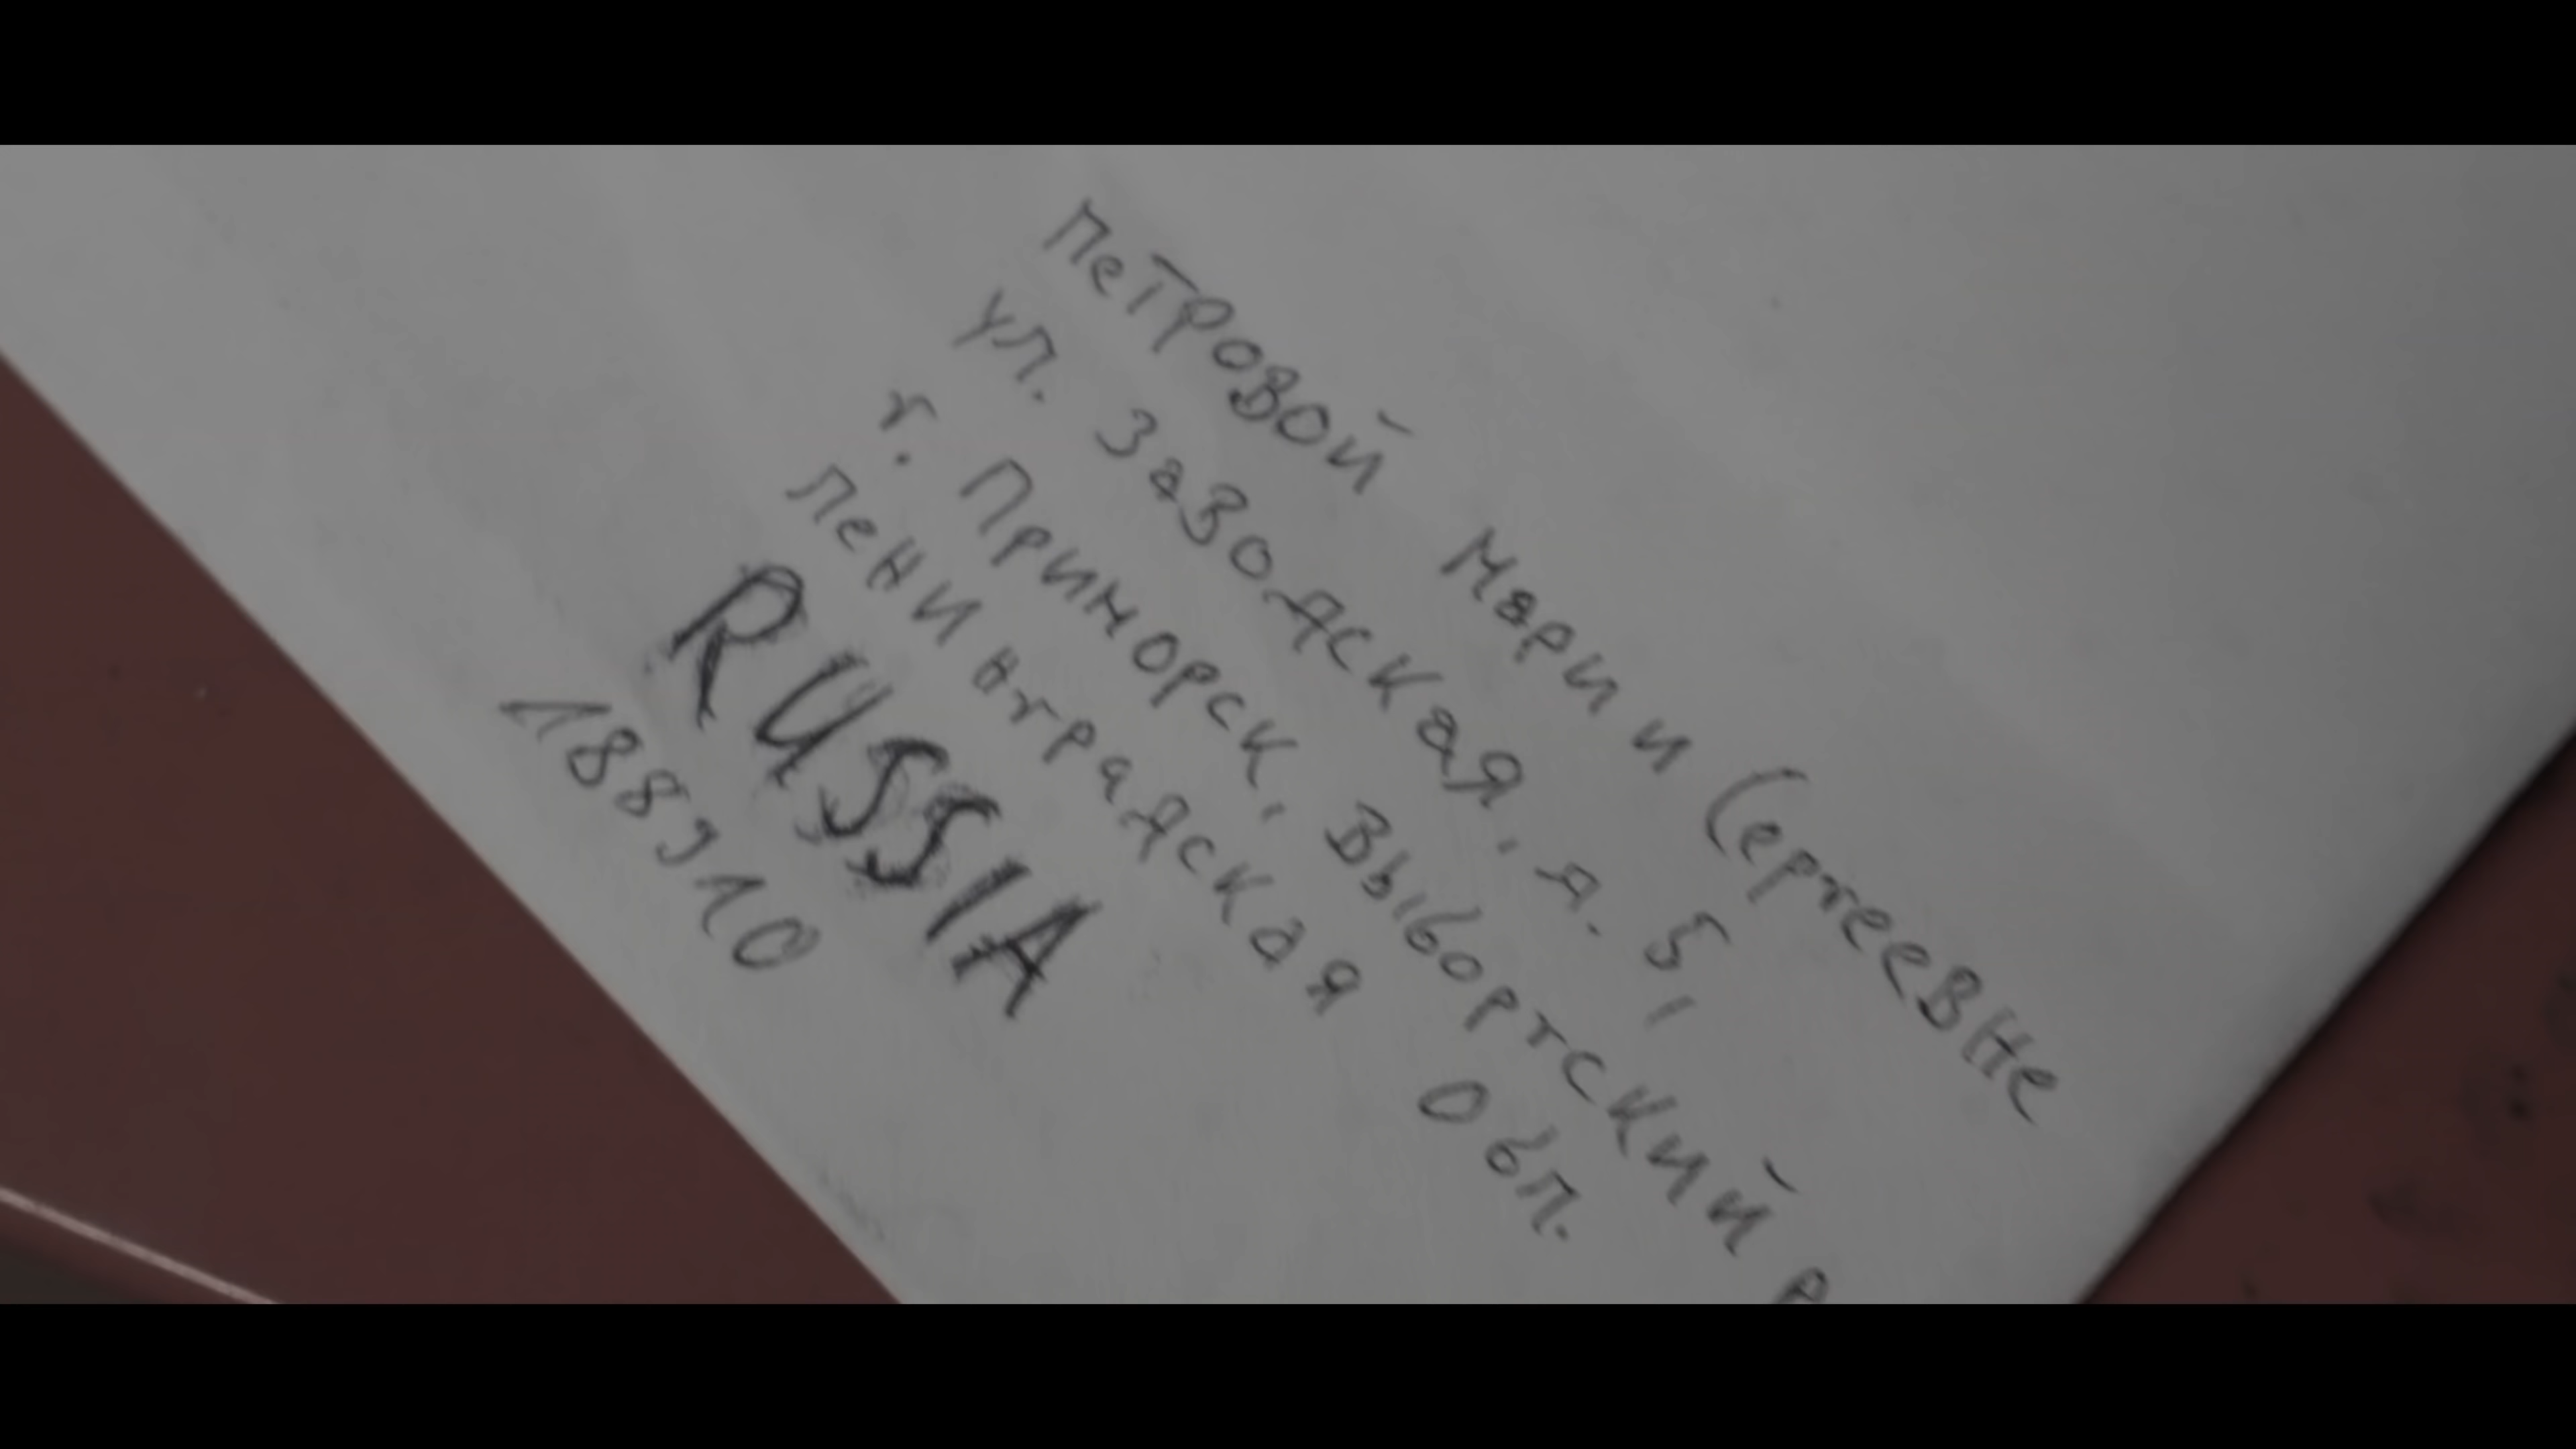 Петровой Марии Сергеевне
ул. Заводская, д. 5,
г. Приморск, Выборгский р
Ленинградская Обл.
RUSSIA
188910